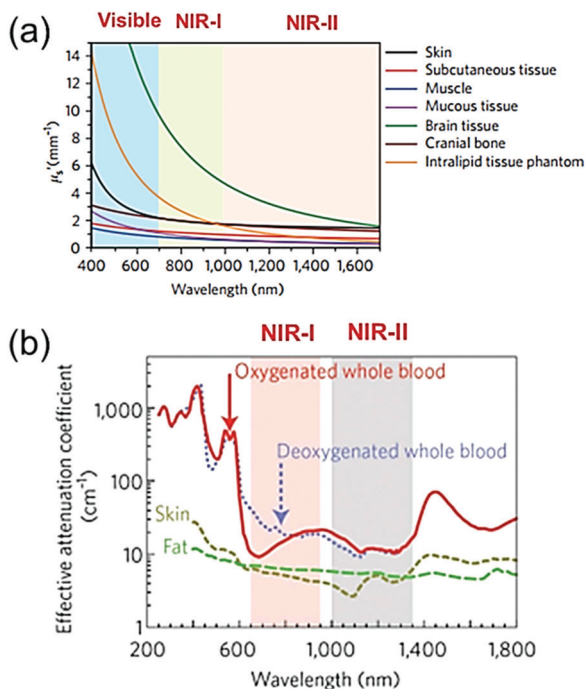 (a)
Visible NIR-I NIR-II
14
12
10
8
6
4
2
0
μs′(mm-1)
400 600 800 1,000 1,200 1,400 1,600
Wavelength (nm)
Skin
Subcutaneous tissue
Muscle
Mucous tissue
Brain tissue
Cranial bone
Intralipid tissue phantom
(b)
NIR-I NIR-II
Oxygenated whole blood
Deoxygenated whole blood
Skin
Fat
1,000
100
10
1
Effective attenuation coefficient
(cm-1)
200 600 1,000 1,400 1,800
Wavelength (nm)